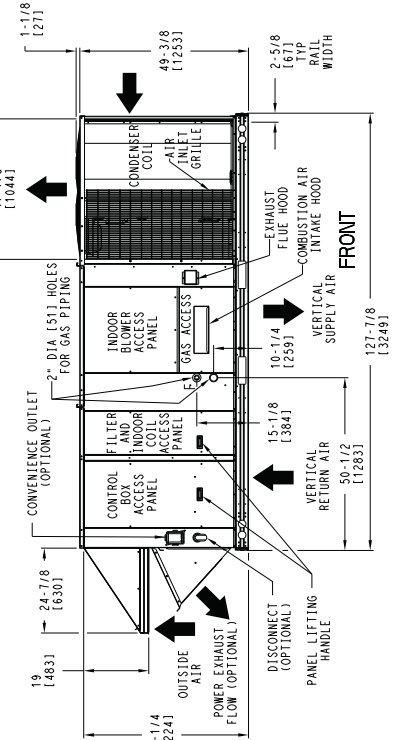 1-1/8
[27]
49-3/8
[1253]
2-5/8
[67]
TYP
RAIL
WIDTH
[1044]
CONDENSER
COIL
AIR
INLET
GRILLE
EXHAUST
FLUE HOOD
COMBUSTION AIR
INTAKE HOOD
FRONT
2" DIA [51] HOLES
FOR GAS PIPING
INDOOR
BLOWER
ACCESS
PANEL
GAS ACCESS
10-1/4
[259]
VERTICAL
SUPPLY AIR
127-7/8
[3249]
CONVENIENCE OUTLET
(OPTIONAL)
FILTER
AND
INDOOR
COIL
ACCESS
PANEL
F
15-1/8
[384]
50-1/2
[1283]
CONTROL
BOX
ACCESS
PANEL
VERTICAL
RETURN AIR
24-7/8
[630]
19
[483]
OUTSIDE
AIR
POWER EXHAUST
FLOW (OPTIONAL)
DISCONNECT
(OPTIONAL)
PANEL LIFTING
HANDLE
-1/4
224]